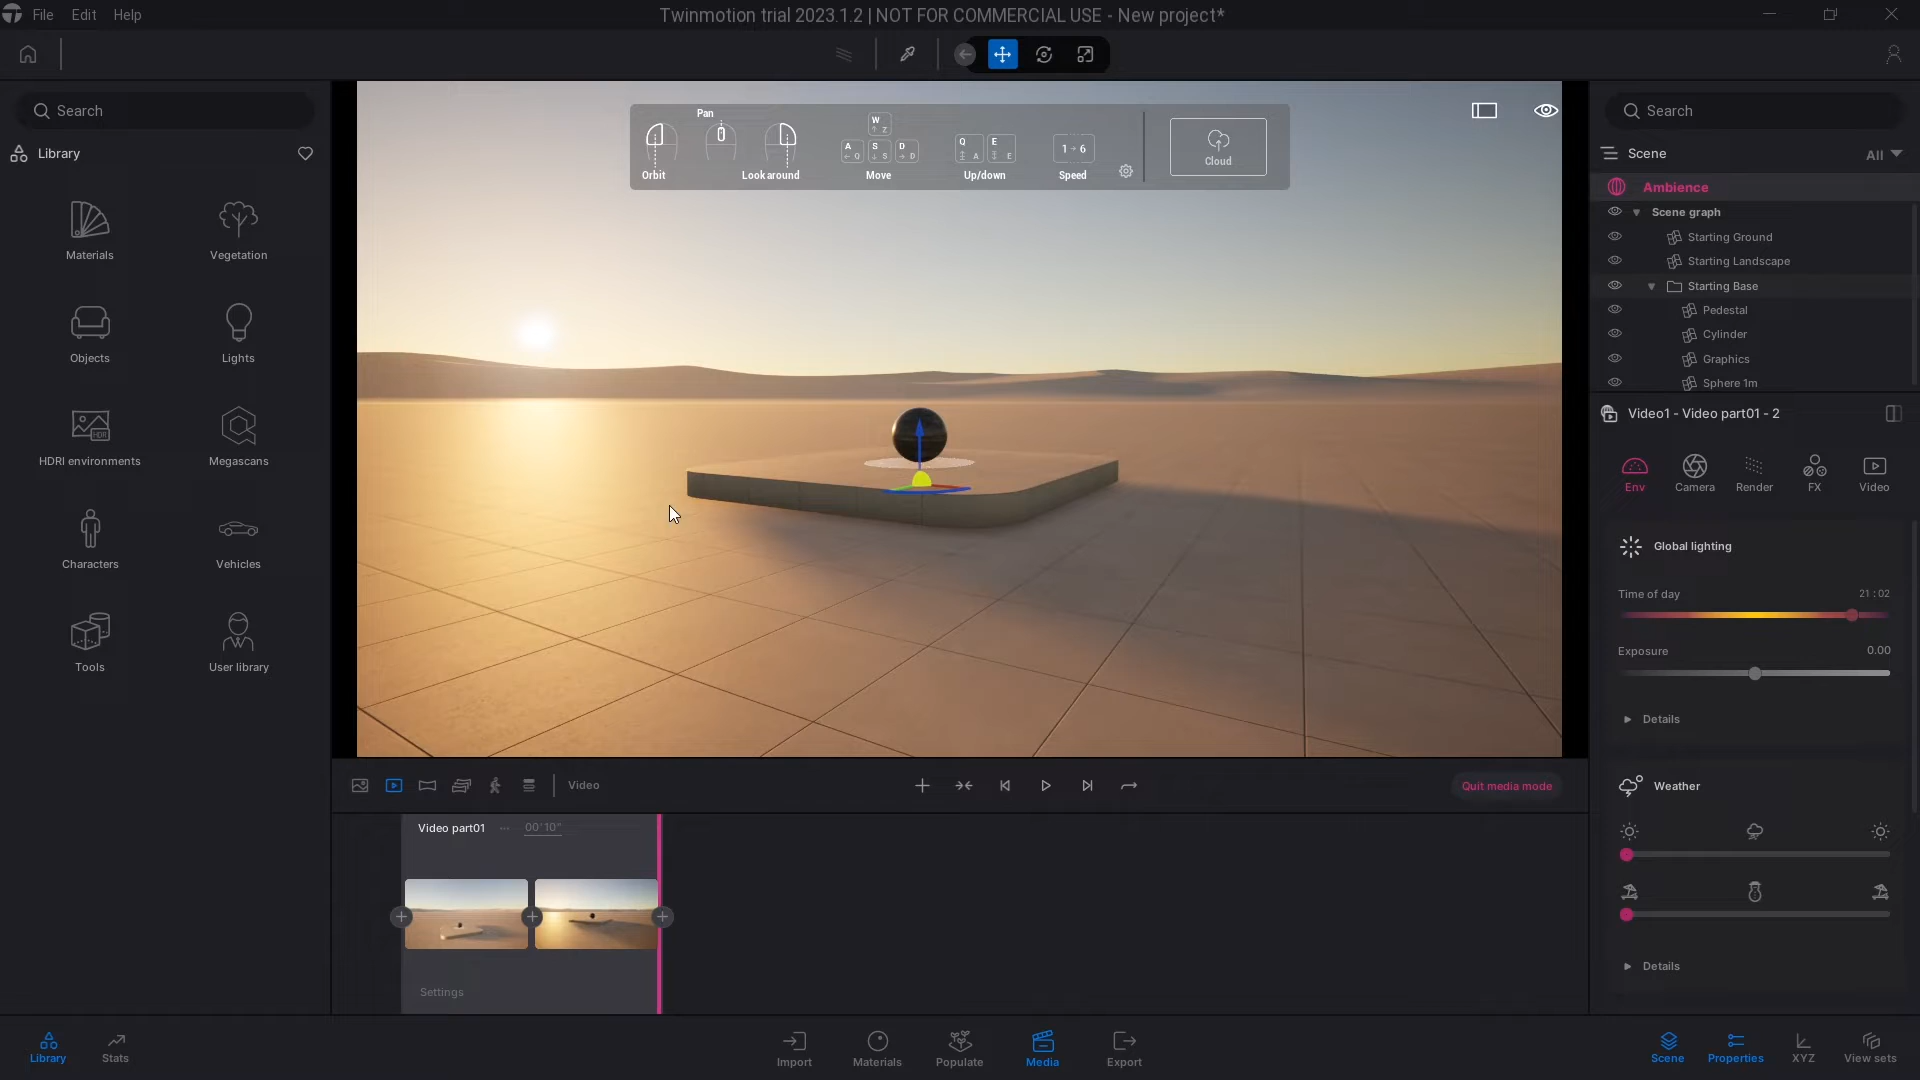 File Edit Help
Twinmotion trial 2023.1.2 | NOT FOR COMMERCIAL USE - New project*
Search
Library
Materials
Vegetation
Objects
Lights
HDR
HDRI environments
Megascans
Characters
Vehicles
Tools
User library
Pan
Orbit
Look around
W
Z
A
Q
S
S
D
D
Move
Q
A
E
E
Up/down
1 6
Speed
Cloud
Search
Scene
All
Ambience
Scene graph
Starting Ground
Starting Landscape
Starting Base
Pedestal
Cylinder
Graphics
Sphere 1m
Video1 - Video part01 - 2
Env
Camera
Render
FX
Video
Global lighting
Time of day 21:02
Exposure 0.00
Details
Weather
Details
Video
Quit media mode
Video part01 ··· 00'10"
Settings
Library
Stats
Import
Materials
Populate
Media
Export
Scene
Properties
XYZ
View sets